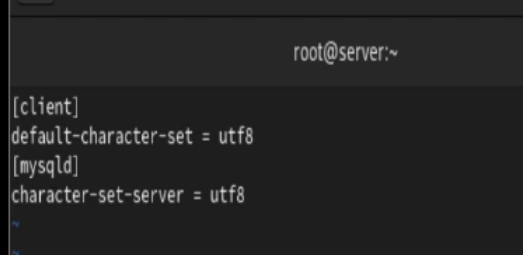 root@server:~
[client]
default-character-set = utf8
[mysqld]
character-set-server = utf8
~
~